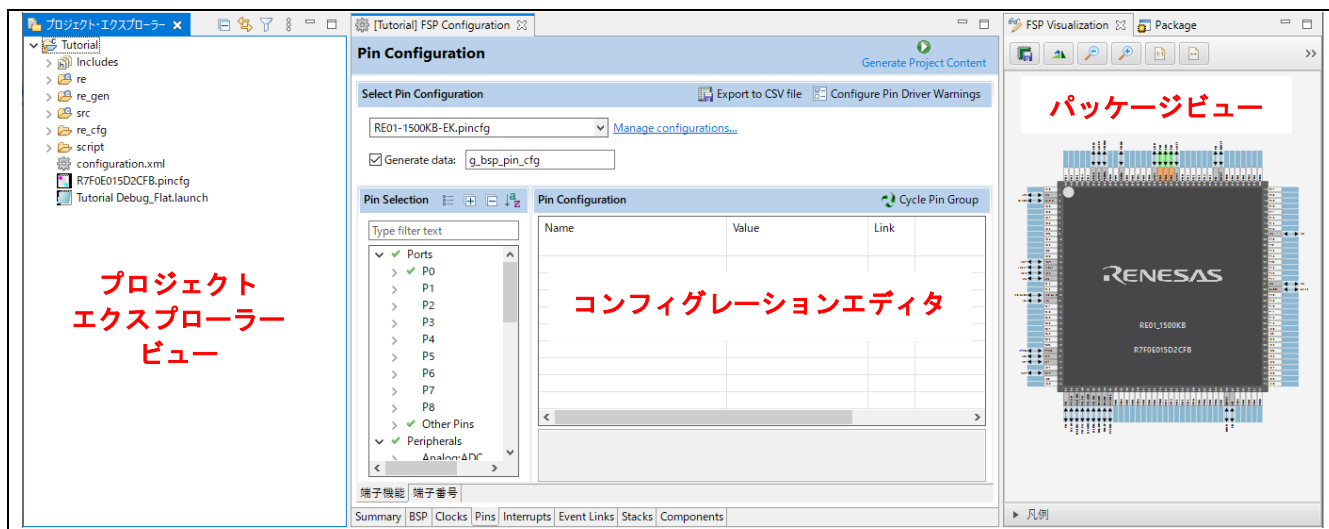 プロジェクト・エクスプローラー
Tutorial
Includes
re
re_gen
src
re_cfg
script
configuration.xml
R7F0E015D2CFB.pincfg
Tutorial Debug_Flat.launch
プロジェクト
エクスプローラー
ビュー
[Tutorial] FSP Configuration
Pin Configuration
Generate Project Content
Select Pin Configuration
Export to CSV file
Configure Pin Driver Warnings
RE01-1500KB-EK.pincfg
Manage configurations...
Generate data:
g_bsp_pin_cfg
Pin Selection
Type filter text
Ports
P0
P1
P2
P3
P4
P5
P6
P7
P8
Other Pins
Peripherals
Analog:ADC
Pin Configuration
Cycle Pin Group
Name Value Link
コンフィグレーションエディタ
端子機能 端子番号
Summary BSP Clocks Pins Interrupts Event Links Stacks Components
FSP Visualization Package
パッケージビュー
RENESAS
RE01_1500KB
R7F0E015D2CFB
凡例